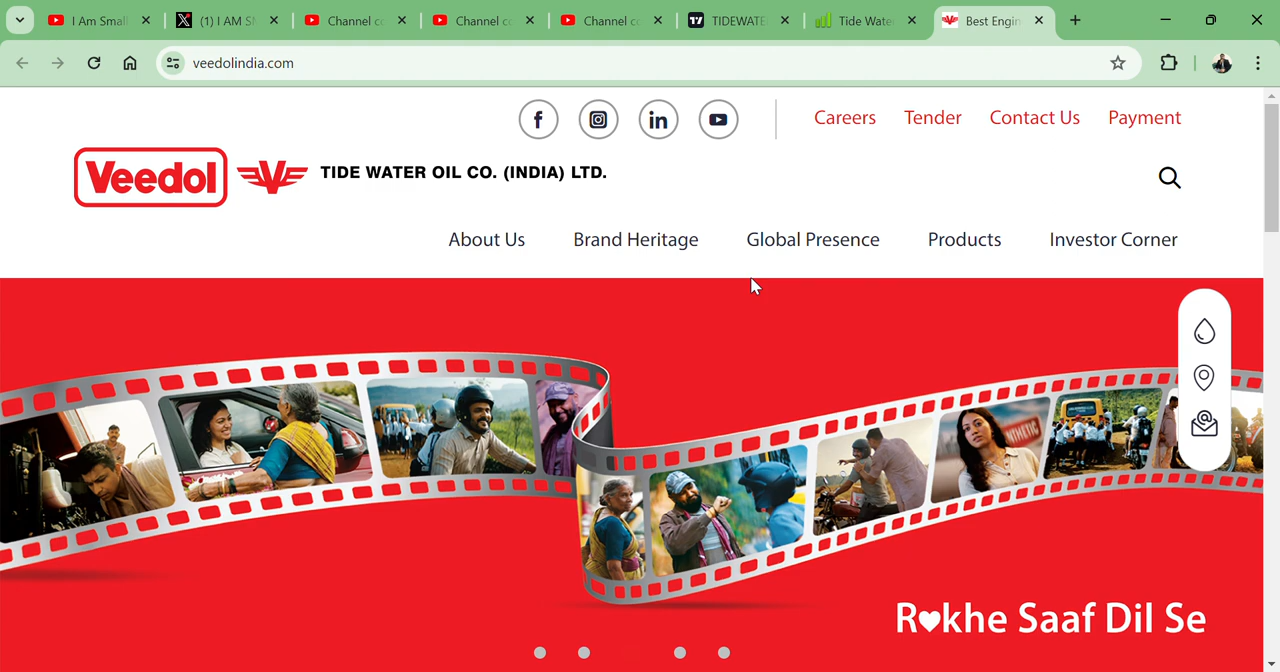 I Am Small
(1) I AM S
Channel c
Channel c
Channel c
TIDEWATE
Tide Wate
Best Engin
veedolindia.com
Careers Tender Contact Us Payment
Veedol TIDE WATER OIL CO. (INDIA) LTD.
About Us Brand Heritage Global Presence Products Investor Corner
Rokhe Saaf Dil Se